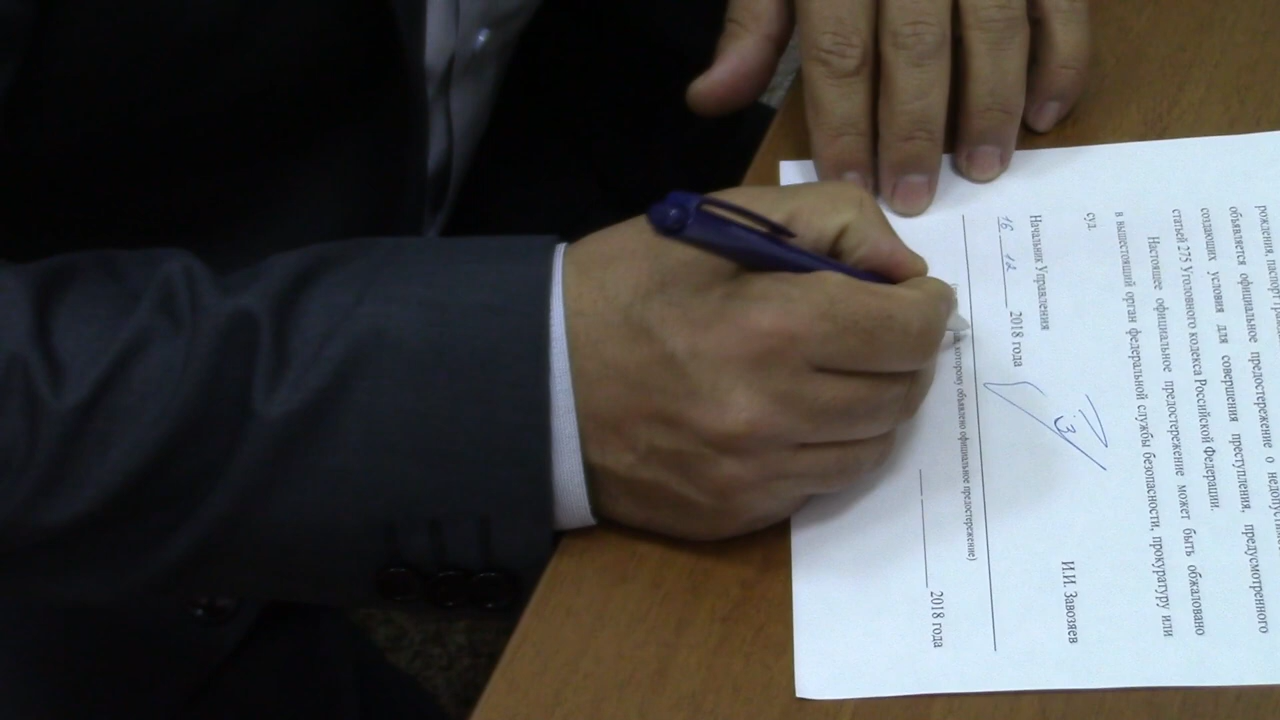 рождения, паспорт
объявляется официальное предостережение о
создающих условия для совершения преступления, предусмотренного
статьей 275 Уголовного кодекса Российской Федерации.
Настоящее официальное предостережение может быть обжаловано
в вышестоящий орган федеральной службы безопасности, прокуратуру или
суд.
Начальник Управления И.И. Завозяев
16 12 2018 года
которому объявлено официальное предостережение)
2018 года